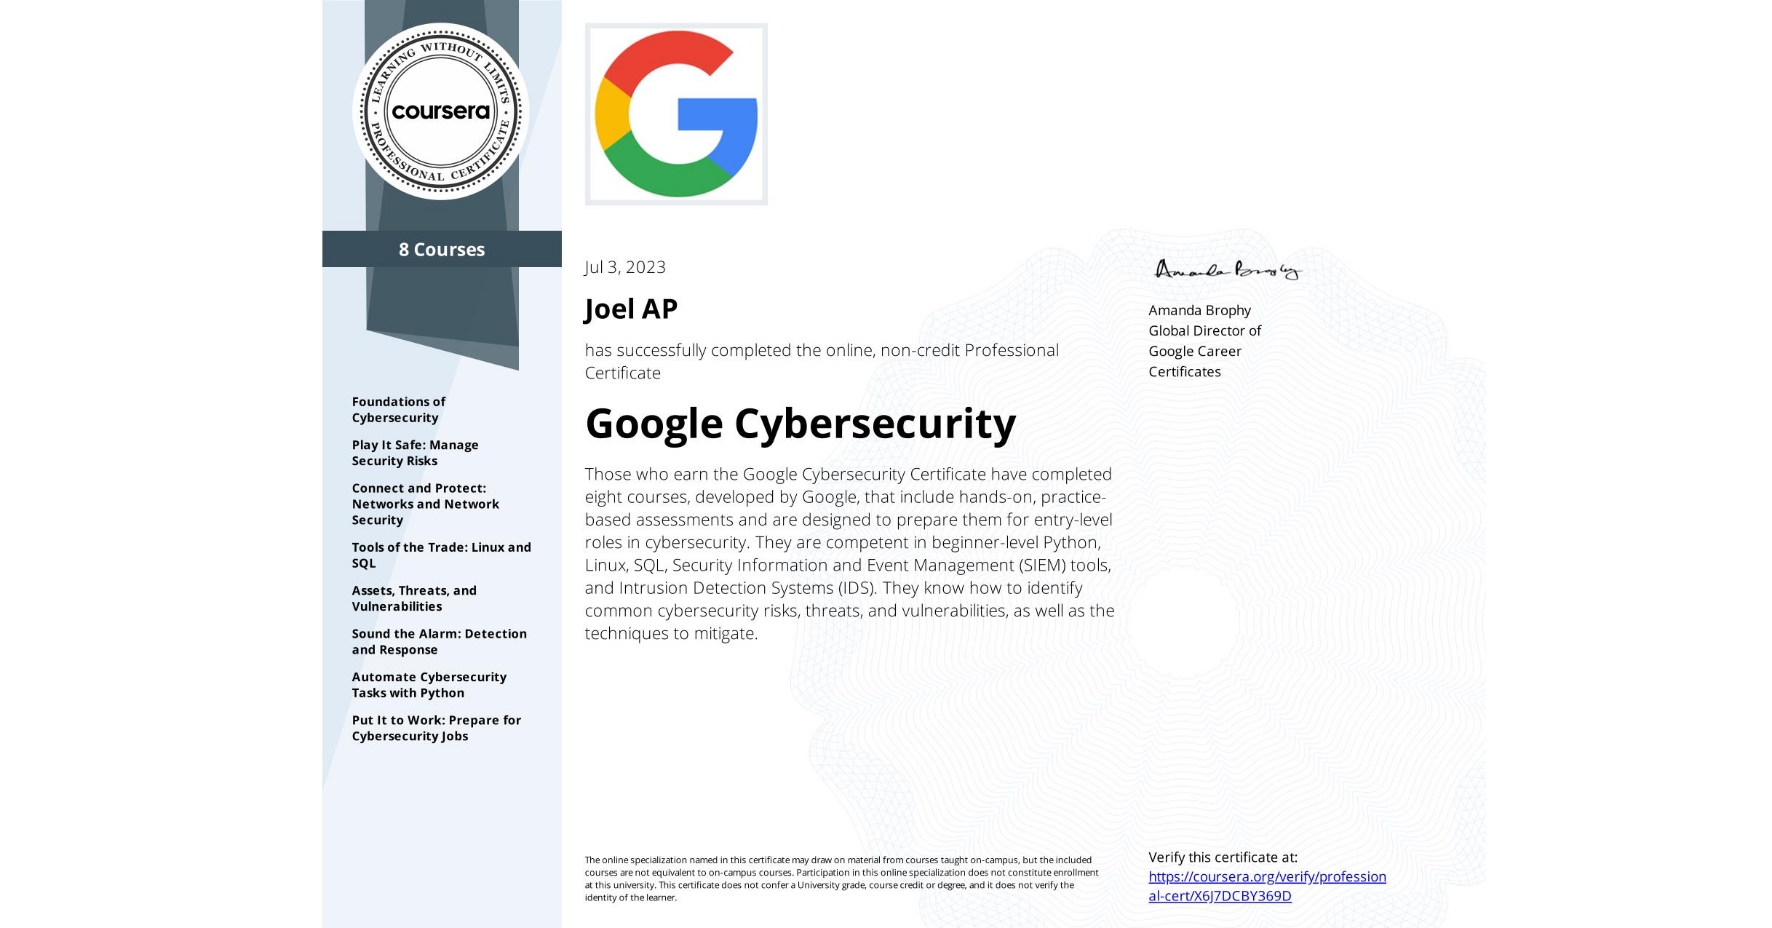 LEARNING WITHOUT LIMITS
coursera
PROFESSIONAL CERTIFICATE
8 Courses
Foundations of
Cybersecurity
Play It Safe: Manage
Security Risks
Connect and Protect:
Networks and Network
Security
Tools of the Trade: Linux and
SQL
Assets, Threats, and
Vulnerabilities
Sound the Alarm: Detection
and Response
Automate Cybersecurity
Tasks with Python
Put It to Work: Prepare for
Cybersecurity Jobs
Jul 3, 2023
Joel AP
has successfully completed the online, non-credit Professional
Certificate
Google Cybersecurity
Those who earn the Google Cybersecurity Certificate have completed
eight courses, developed by Google, that include hands-on, practice-
based assessments and are designed to prepare them for entry-level
roles in cybersecurity. They are competent in beginner-level Python,
Linux, SQL, Security Information and Event Management (SIEM) tools,
and Intrusion Detection Systems (IDS). They know how to identify
common cybersecurity risks, threats, and vulnerabilities, as well as the
techniques to mitigate.
Amanda Brophy
Amanda Brophy
Global Director of
Google Career
Certificates
The online specialization named in this certificate may draw on material from courses taught on-campus, but the included
courses are not equivalent to on-campus courses. Participation in this online specialization does not constitute enrollment
at this university. This certificate does not confer a University grade, course credit or degree, and it does not verify the
identity of the learner.
Verify this certificate at:
https://coursera.org/verify/profession
al-cert/X6J7DCBY369D